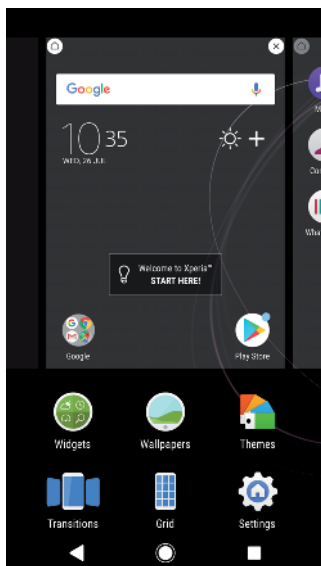 Google
10 35
WED, 26 JUL
Welcome to Xperia™
START HERE!
Google
Play Store
Widgets
Wallpapers
Themes
Transitions
Grid
Settings